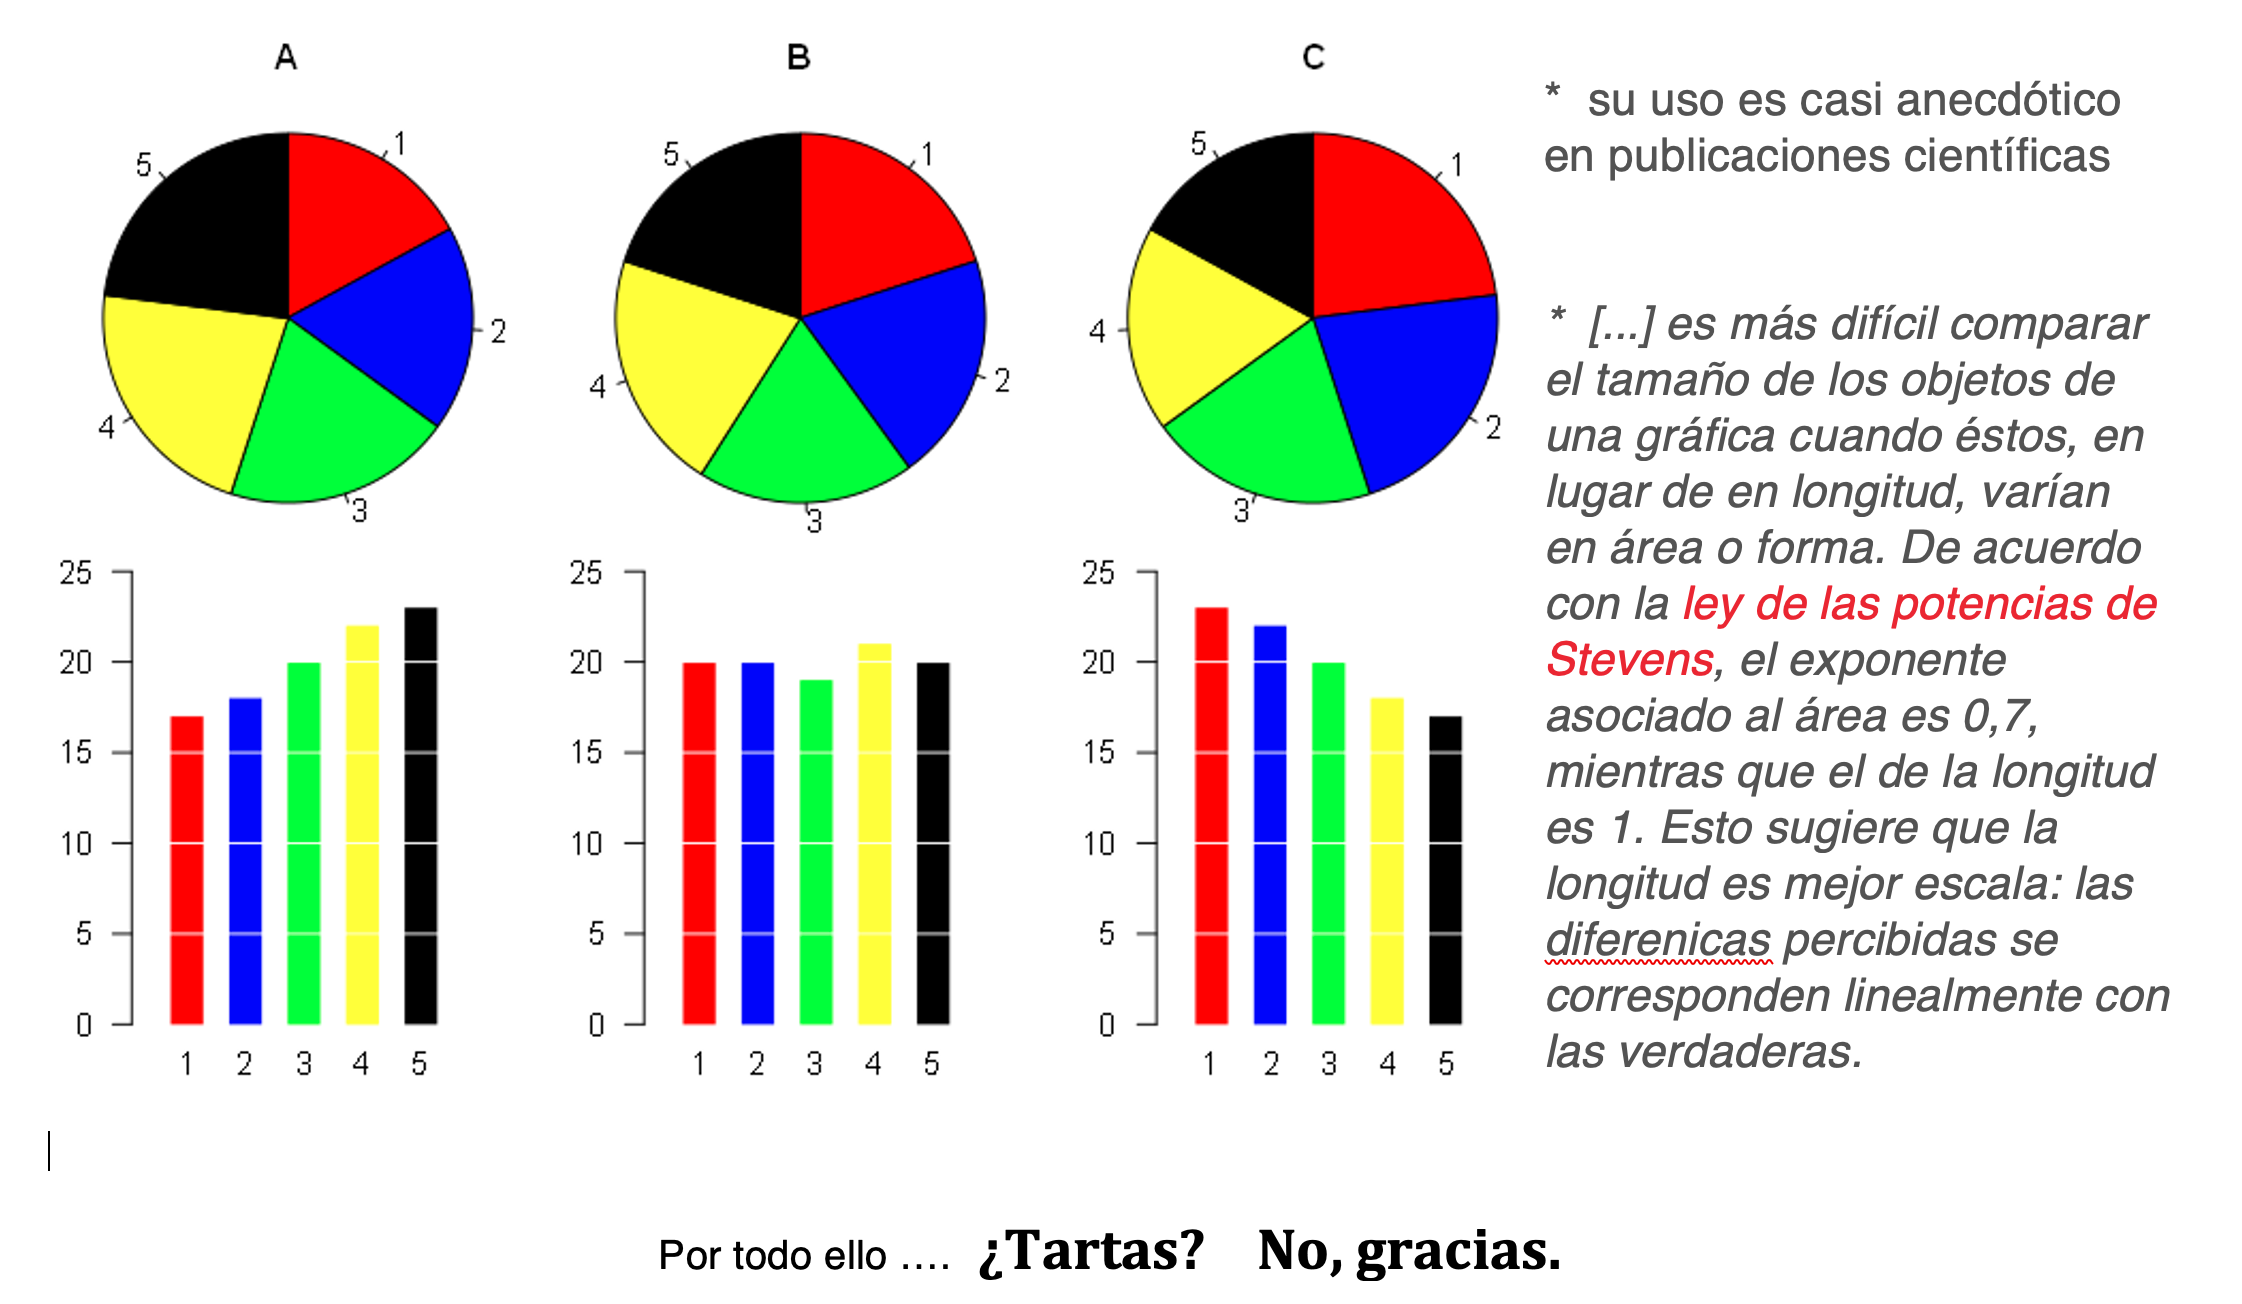 A
B
C
1
2
3
4
5
1
2
3
4
5
1
2
3
4
5
25
20
15
10
5
0
1 2 3 4 5
25
20
15
10
5
0
1 2 3 4 5
25
20
15
10
5
0
1 2 3 4 5
* su uso es casi anecdótico
en publicaciones científicas
* [...] es más difícil comparar
el tamaño de los objetos de
una gráfica cuando éstos, en
lugar de en longitud, varían
en área o forma. De acuerdo
con la ley de las potencias de
Stevens, el exponente
asociado al área es 0,7,
mientras que el de la longitud
es 1. Esto sugiere que la
longitud es mejor escala: las
diferenicas percibidas se
corresponden linealmente con
las verdaderas.
Por todo ello .... ¿Tartas? No, gracias.